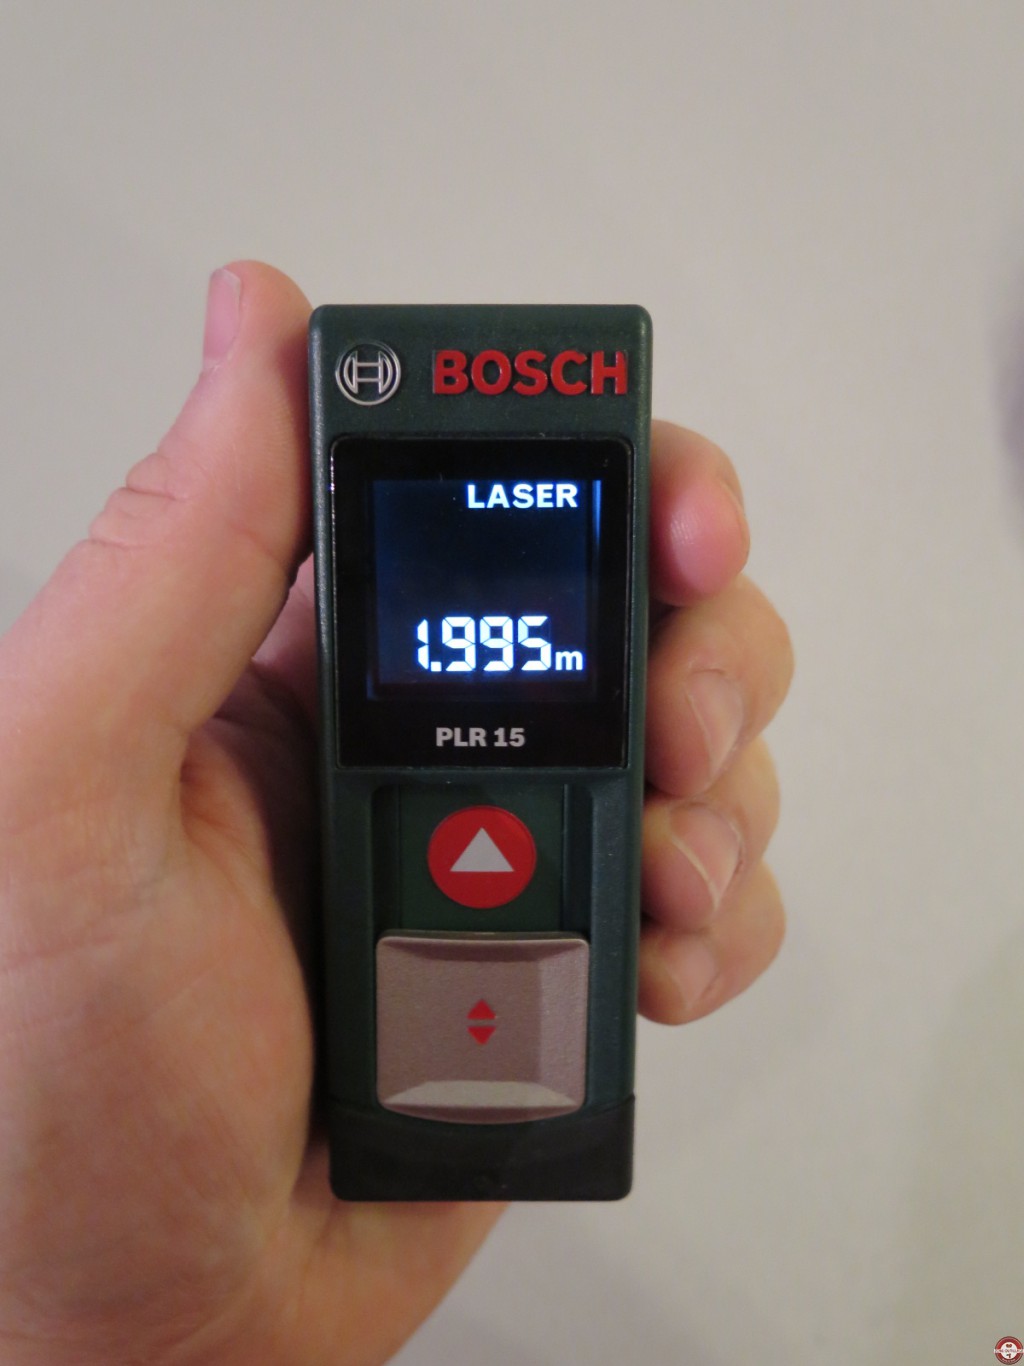 BOSCH
LASER
1.995m
PLR 15